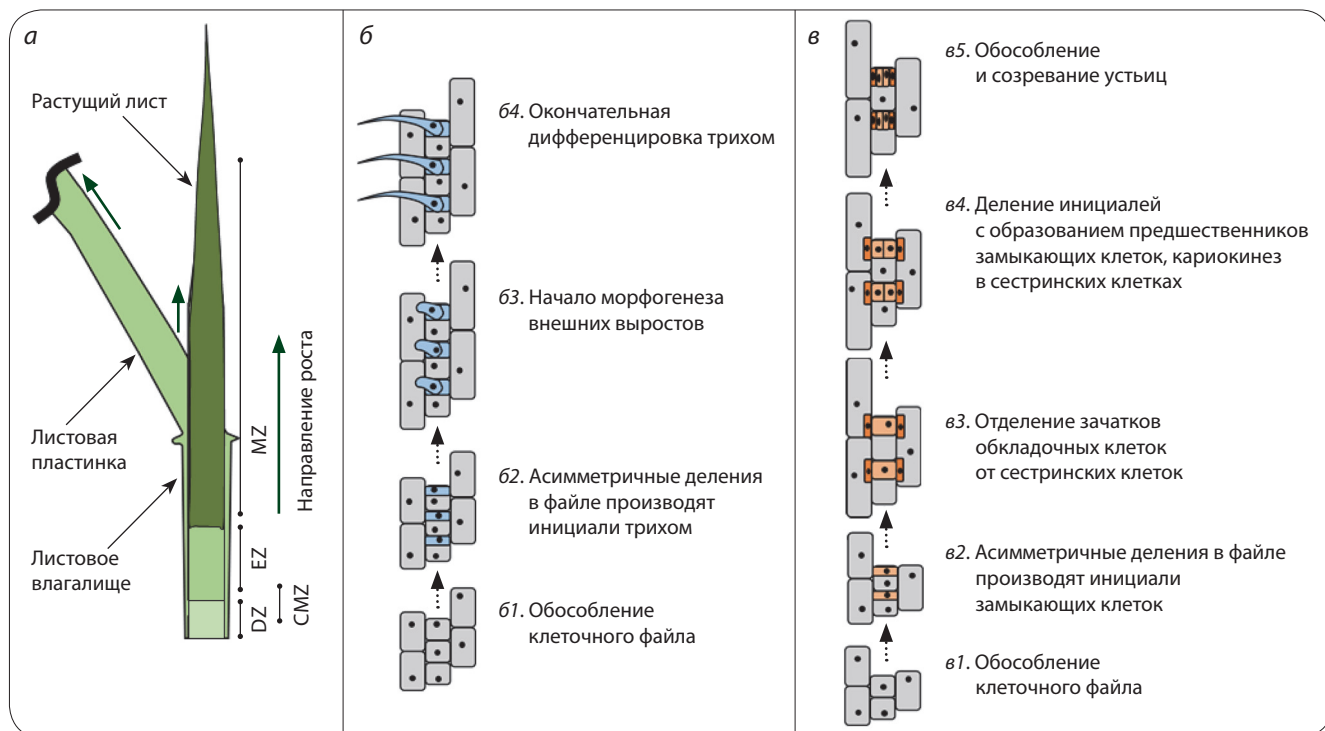 а
Растущий лист
Листовая
пластинка
Листовое
влагалище
MZ
EZ
DZ
CMZ
Направление роста
б
б4. Окончательная
дифференцировка трихом
б3. Начало морфогенеза
внешних выростов
б2. Асимметричные деления
в файле производят
инициали трихом
б1. Обособление
клеточного файла
в
в5. Обособление
и созревание устьиц
в4. Деление инициалей
с образованием предшественников
замыкающих клеток, кариокинез
в сестринских клетках
в3. Отделение зачатков
обкладочных клеток
от сестринских клеток
в2. Асимметричные деления в файле
производят инициали
замыкающих клеток
в1. Обособление
клеточного файла